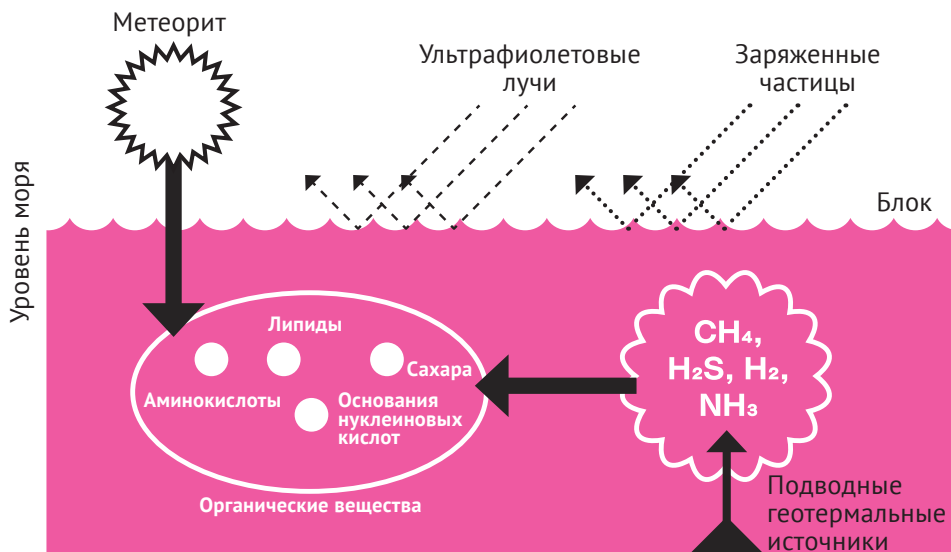 Метеорит
Ультрафиолетовые
лучи
Заряженные
частицы
Уровень моря
Блок
Липиды
Сахара
Аминокислоты
Основания
нуклеиновых
кислот
Органические вещества
CH₄,
H₂S, H₂,
NH₃
Подводные
геотермальные
источники